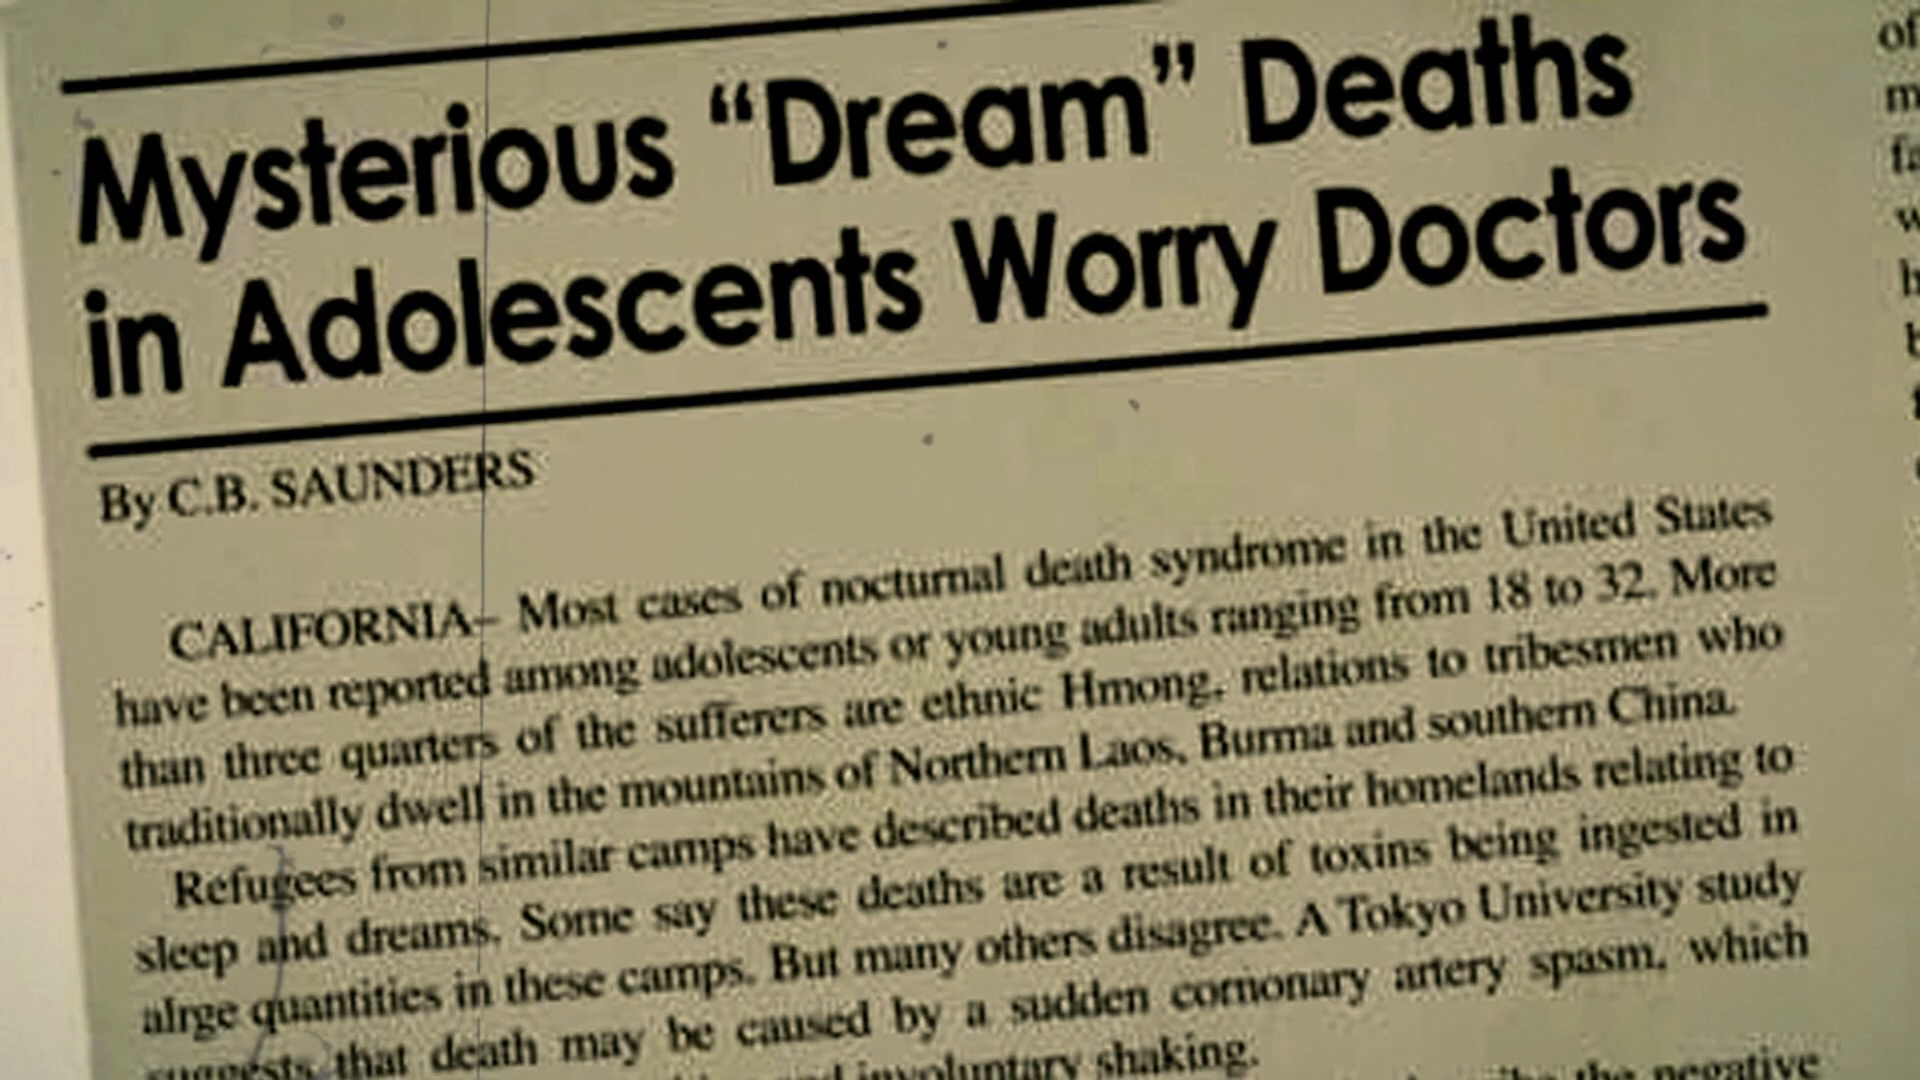 Mysterious “Dream” Deaths
in Adolescents Worry Doctors
By C.B. SAUNDERS
CALIFORNIA– Most cases of nocturnal death syndrome in the United States
have been reported among adolescents or young adults ranging from 18 to 32. More
than three quarters of the sufferers are ethnic Hmong, relations to tribesmen who
traditionally dwell in the mountains of Northern Laos, Burma and southern China.
Refugees from similar camps have described deaths in their homelands relating to
sleep and dreams. Some say these deaths are a result of toxins being ingested in
alrge quantities in these camps. But many others disagree. A Tokyo University study
suggests that death may be caused by a sudden cornonary artery spasm, which
and involuntary shaking.
the negative
of